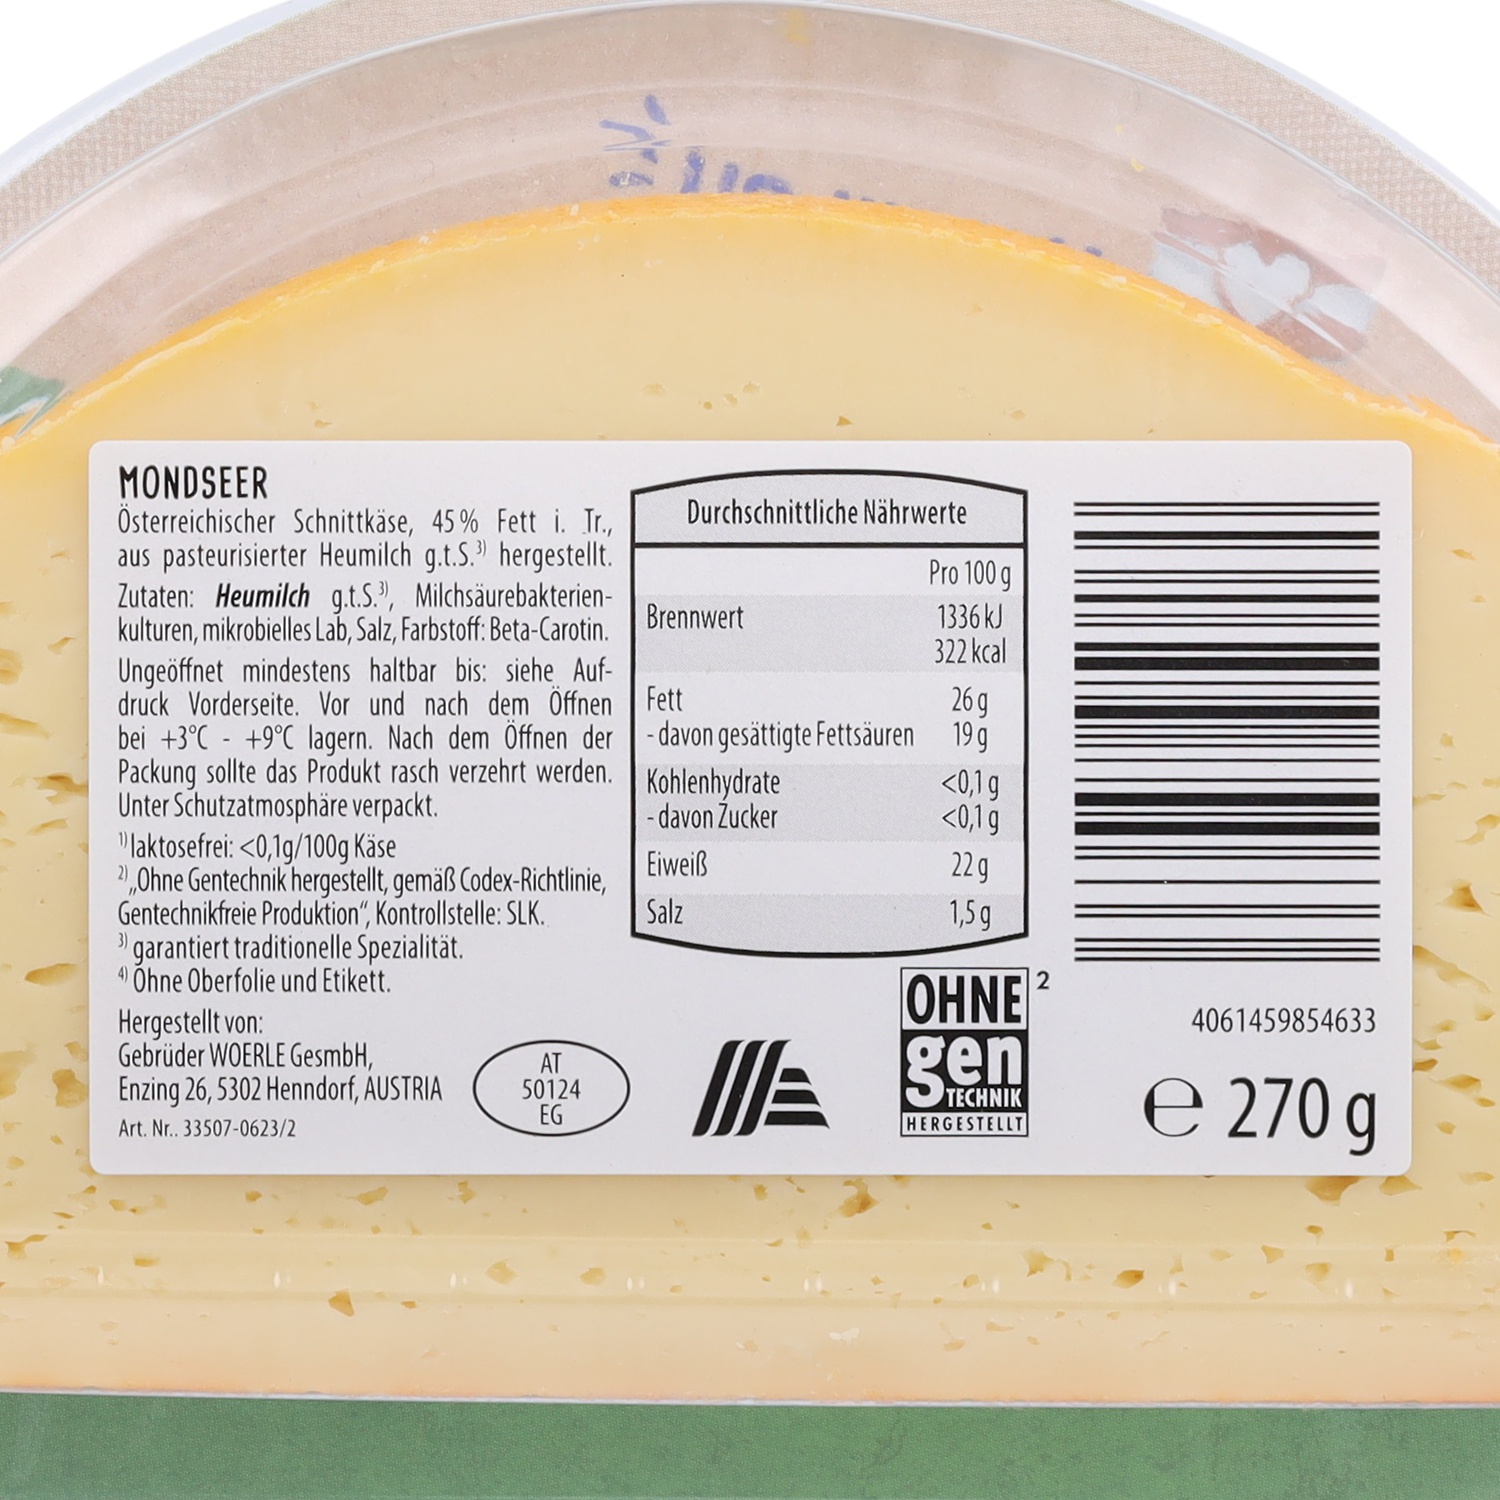 MONDSEER
Österreichischer Schnittkäse, 45% Fett i. Tr.,
aus pasteurisierter Heumilch g.t.S.³⁾ hergestellt.
Zutaten: Heumilch g.t.S.³⁾, Milchsäurebakterien-
kulturen, mikrobielles Lab, Salz, Farbstoff: Beta-Carotin.
Ungeöffnet mindestens haltbar bis: siehe Auf-
druck Vorderseite. Vor und nach dem Öffnen
bei +3°C - +9°C lagern. Nach dem Öffnen der
Packung sollte das Produkt rasch verzehrt werden.
Unter Schutzatmosphäre verpackt.
¹⁾laktosefrei: <0,1g/100g Käse
²⁾„Ohne Gentechnik hergestellt, gemäß Codex-Richtlinie,
Gentechnikfreie Produktion“, Kontrollstelle: SLK.
³⁾ garantiert traditionelle Spezialität.
⁴⁾ Ohne Oberfolie und Etikett.
Hergestellt von:
Gebrüder WOERLE GesmbH,
Enzing 26, 5302 Henndorf, AUSTRIA
Art. Nr.. 33507-0623/2
AT
50124
EG
Durchschnittliche Nährwerte
Pro 100 g
Brennwert 1336 kJ
322 kcal
Fett 26 g
- davon gesättigte Fettsäuren 19 g
Kohlenhydrate <0,1 g
- davon Zucker <0,1 g
Eiweiß 22 g
Salz 1,5 g
OHNE ²
gen
TECHNIK
HERGESTELLT
4061459854633
℮ 270 g